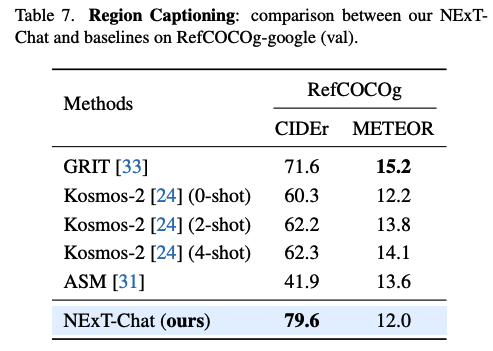 Table 7. Region Captioning: comparison between our NExT-
Chat and baselines on RefCOCOg-google (val).
Methods RefCOCOg
CIDEr METEOR
GRIT [33] 71.6 15.2
Kosmos-2 [24] (0-shot) 60.3 12.2
Kosmos-2 [24] (2-shot) 62.2 13.8
Kosmos-2 [24] (4-shot) 62.3 14.1
ASM [31] 41.9 13.6
NExT-Chat (ours) 79.6 12.0